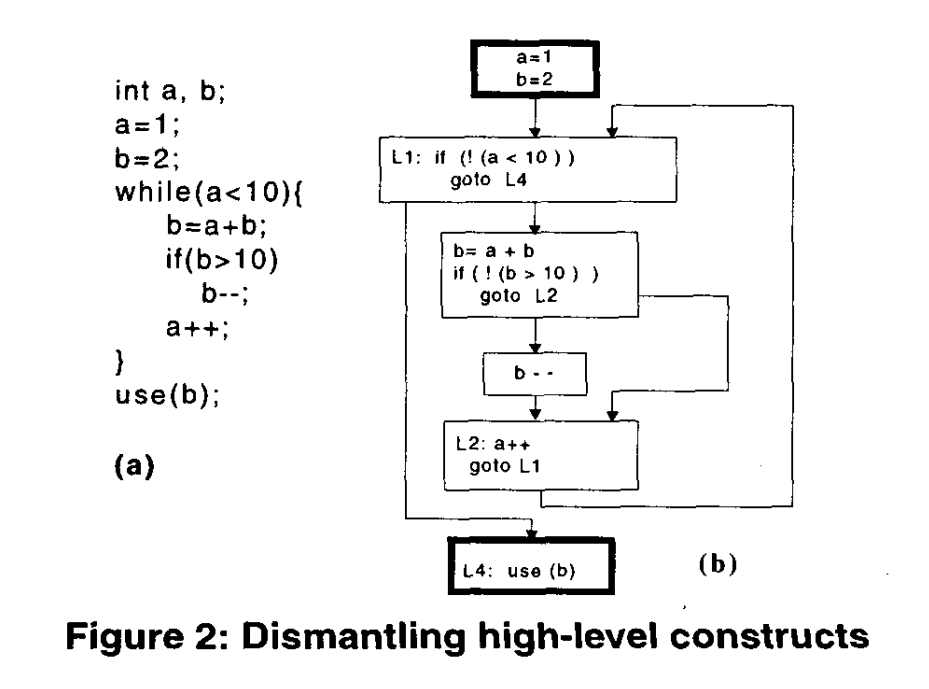 int a, b;
a=1;
b=2;
while(a<10){
b=a+b;
if(b>10)
b--;
a++;
}
use(b);
(a)
a=1
b=2
L1: if (! (a < 10 ) )
goto L4
b= a + b
if ( ! (b > 10 ) )
goto L2
b - -
L2: a++
goto L1
L4: use (b)
(b)
Figure 2: Dismantling high-level constructs